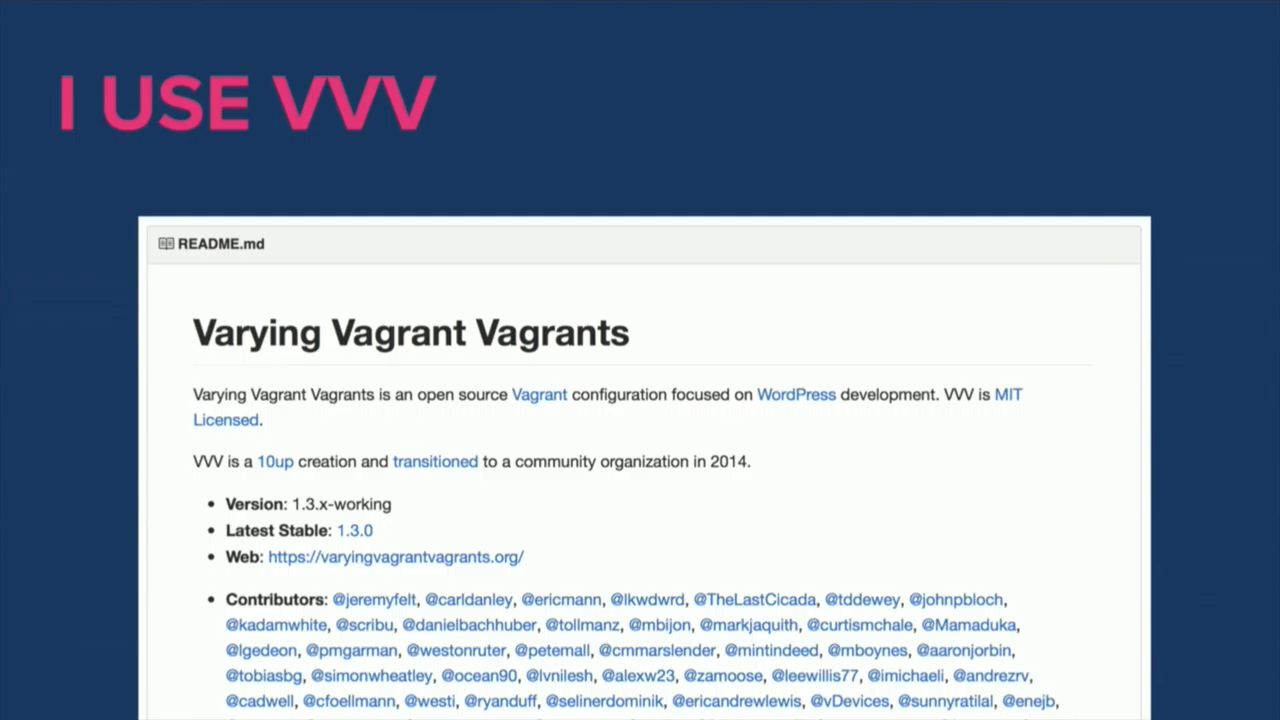 I USE VVV
README.md
Varying Vagrant Vagrants
Varying Vagrant Vagrants is an open source Vagrant configuration focused on WordPress development. VVV is MIT
Licensed.
VVV is a 10up creation and transitioned to a community organization in 2014.
• Version: 1.3.x-working
• Latest Stable: 1.3.0
• Web: https://varyingvagrantvagrants.org/
• Contributors: @jeremyfelt, @carldanley, @ericmann, @lkwdwrd, @TheLastCicada, @tddewey, @johnpbloch,
@kadamwhite, @scribu, @danielbachhuber, @tollmanz, @mbijon, @markjaquith, @curtismchale, @Mamaduka,
@lgedeon, @pmgarman, @westonruter, @petemall, @cmmarslender, @mintindeed, @mboynes, @aaronjorbin,
@tobiasbg, @simonwheatley, @ocean90, @lvnilesh, @alexw23, @zamoose, @leewillis77, @imichaeli, @andrezrv,
@cadwell, @cfoellmann, @westi, @ryanduff, @selinerdominik, @ericandrewlewis, @vDevices, @sunnyratilal, @enejb,